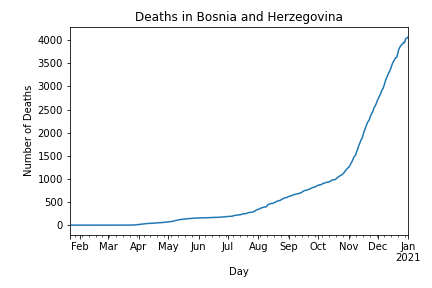 Deaths in Bosnia and Herzegovina
4000
3500
3000
2500
2000
1500
1000
500
0
Number of Deaths
Feb Mar Apr May Jun Jul Aug Sep Oct Nov Dec Jan
2021
Day